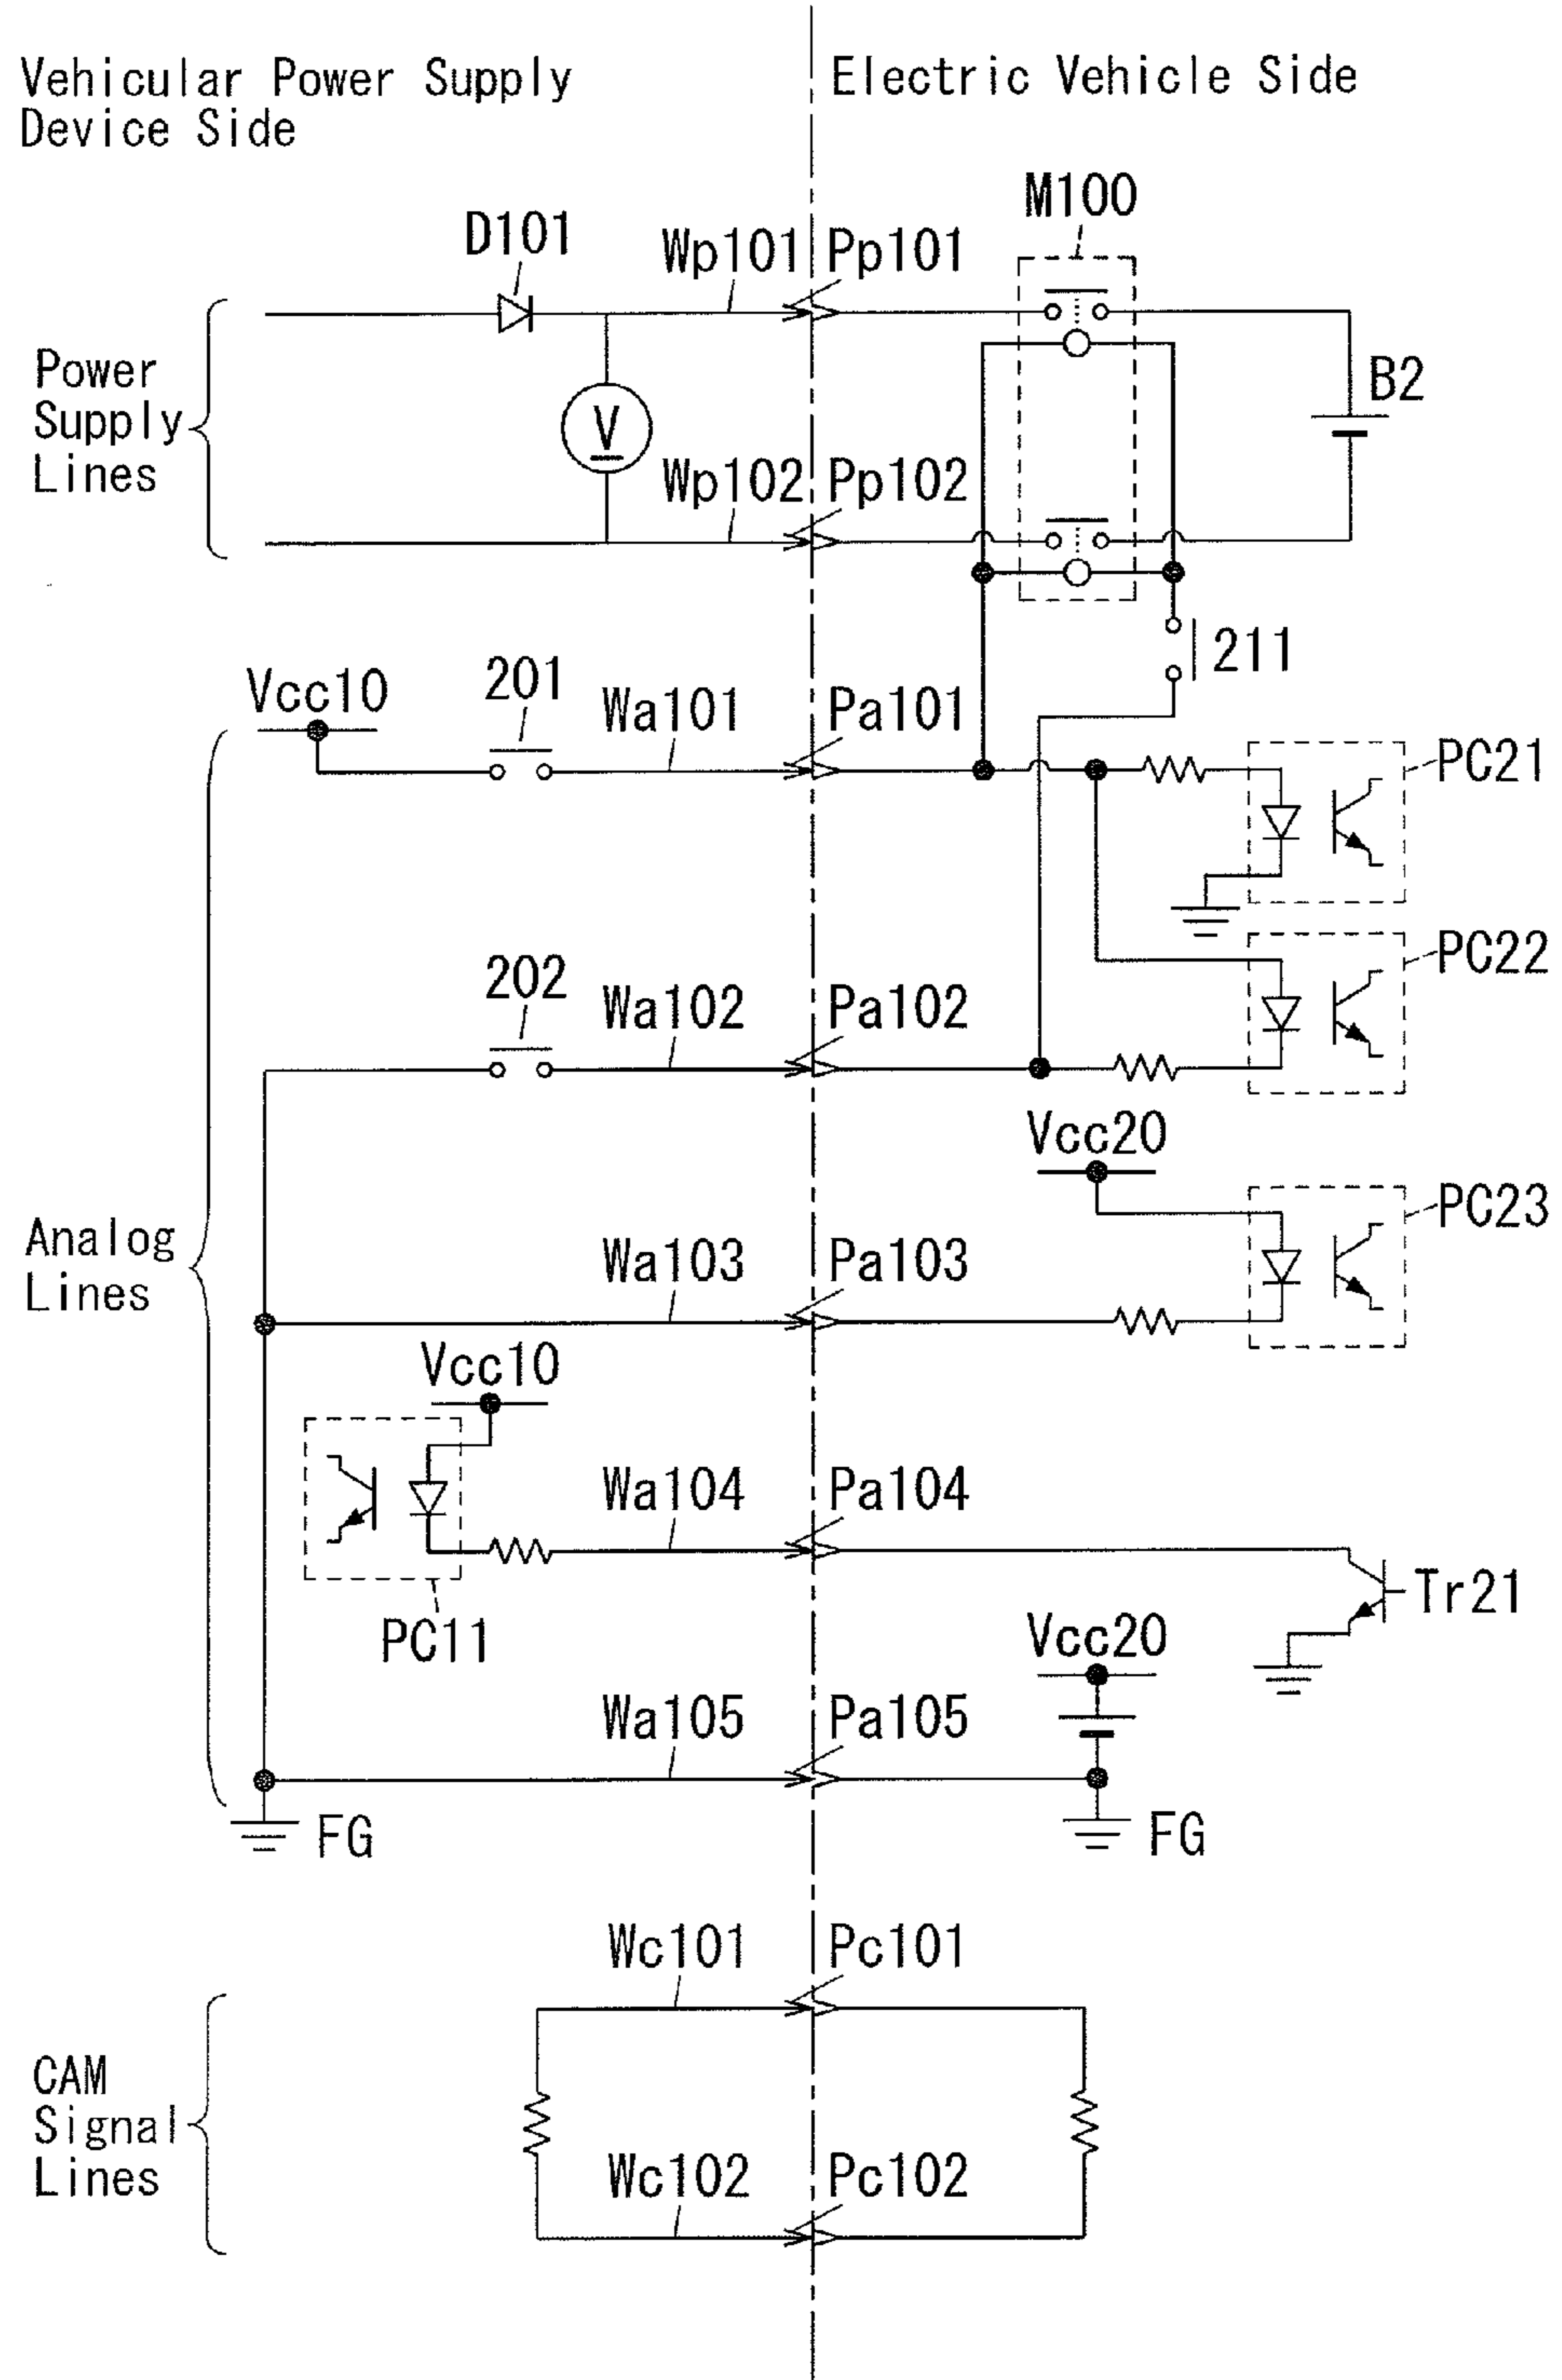 Vehicular Power Supply
Device Side
Electric Vehicle Side
M100
D101
Wp101
Pp101
Power
Supply
Lines
V
B2
Wp102
Pp102
211
Vcc10
201
Wa101
Pa101
PC21
202
Wa102
Pa102
PC22
Vcc20
Analog
Lines
Wa103
Pa103
PC23
Vcc10
Wa104
Pa104
PC11
Tr21
Vcc20
Wa105
Pa105
FG
FG
Wc101
Pc101
CAM
Signal
Lines
Wc102
Pc102